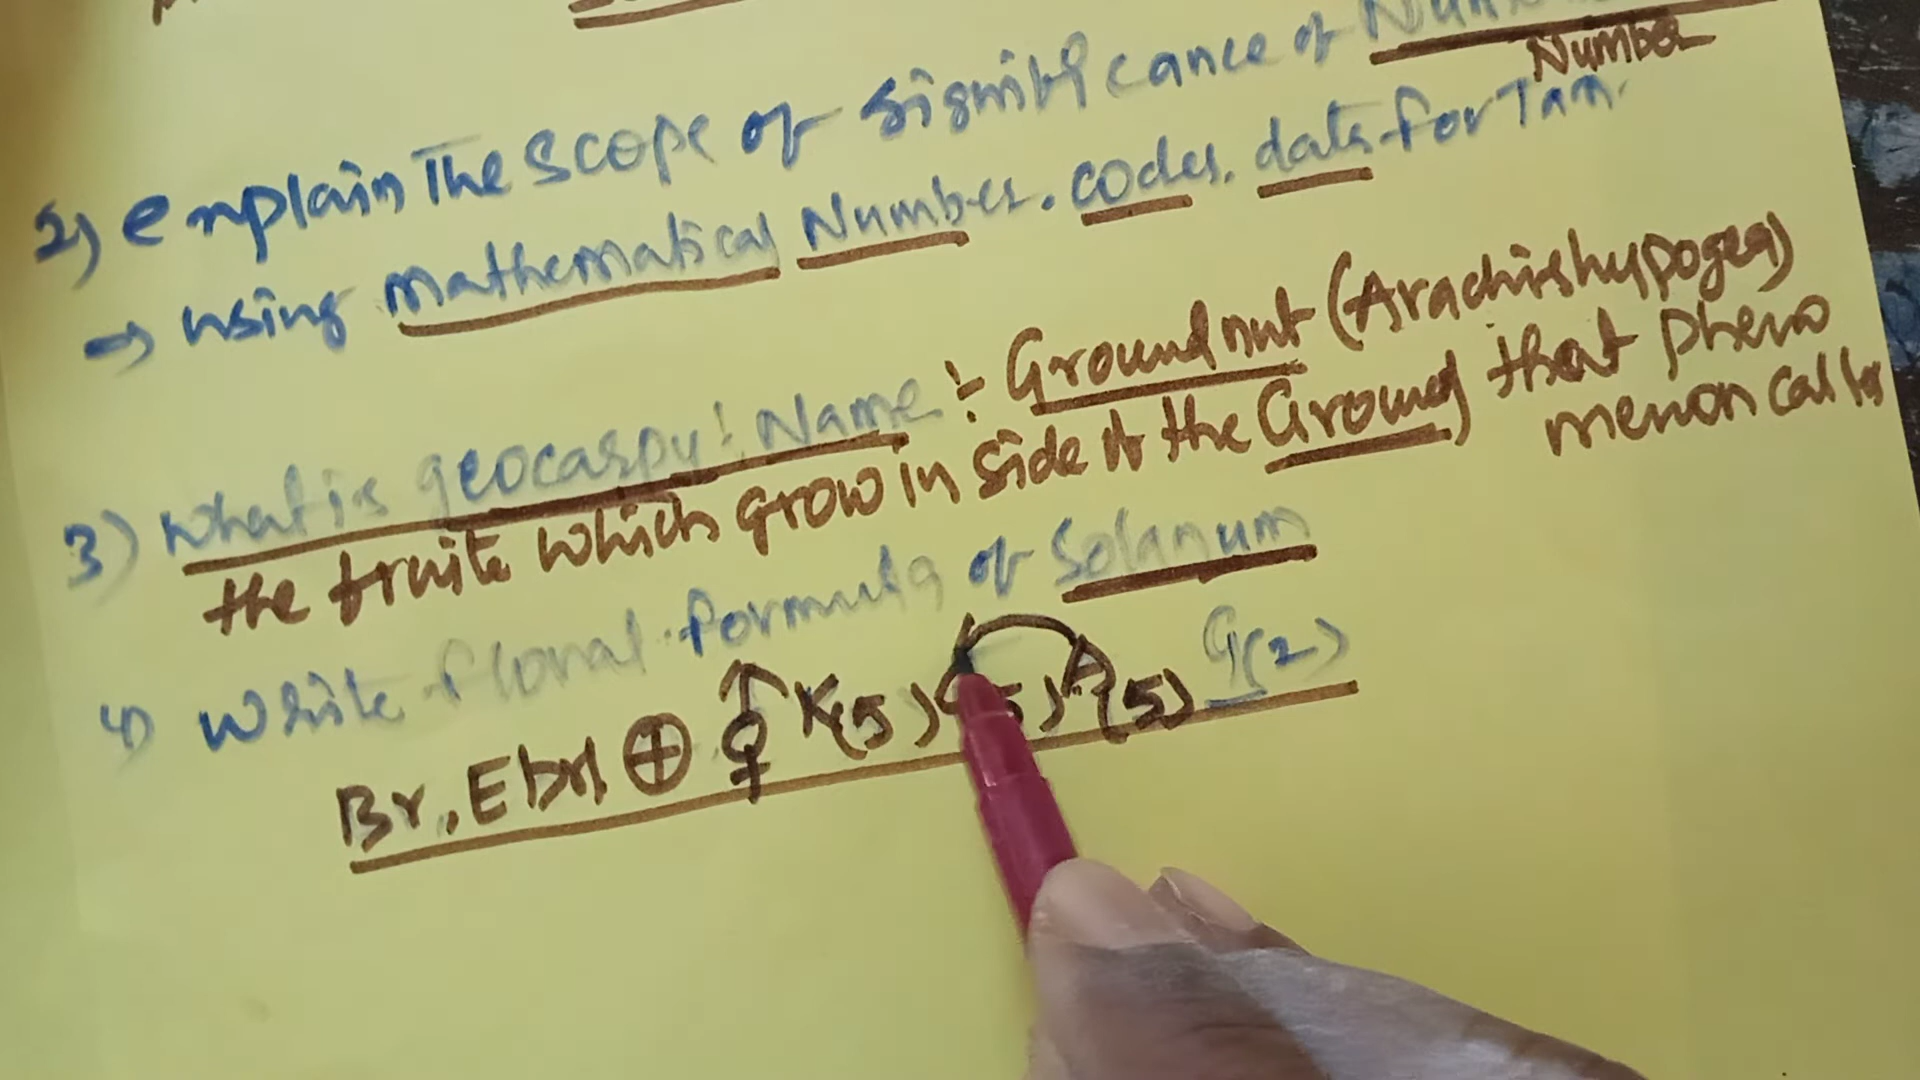 2) explain The scope of significance of
Number
→ using mathematical Number. codes. data for Tax.
3) What is geocarpy! Name :- Groundnut (Arachishypogea)
the fruits which grow in side of the Ground that pheno
menon calls
4) Write floral formula of Solanum
Br, Ebrl ⊕ K(5) (5) A(5) G(2)